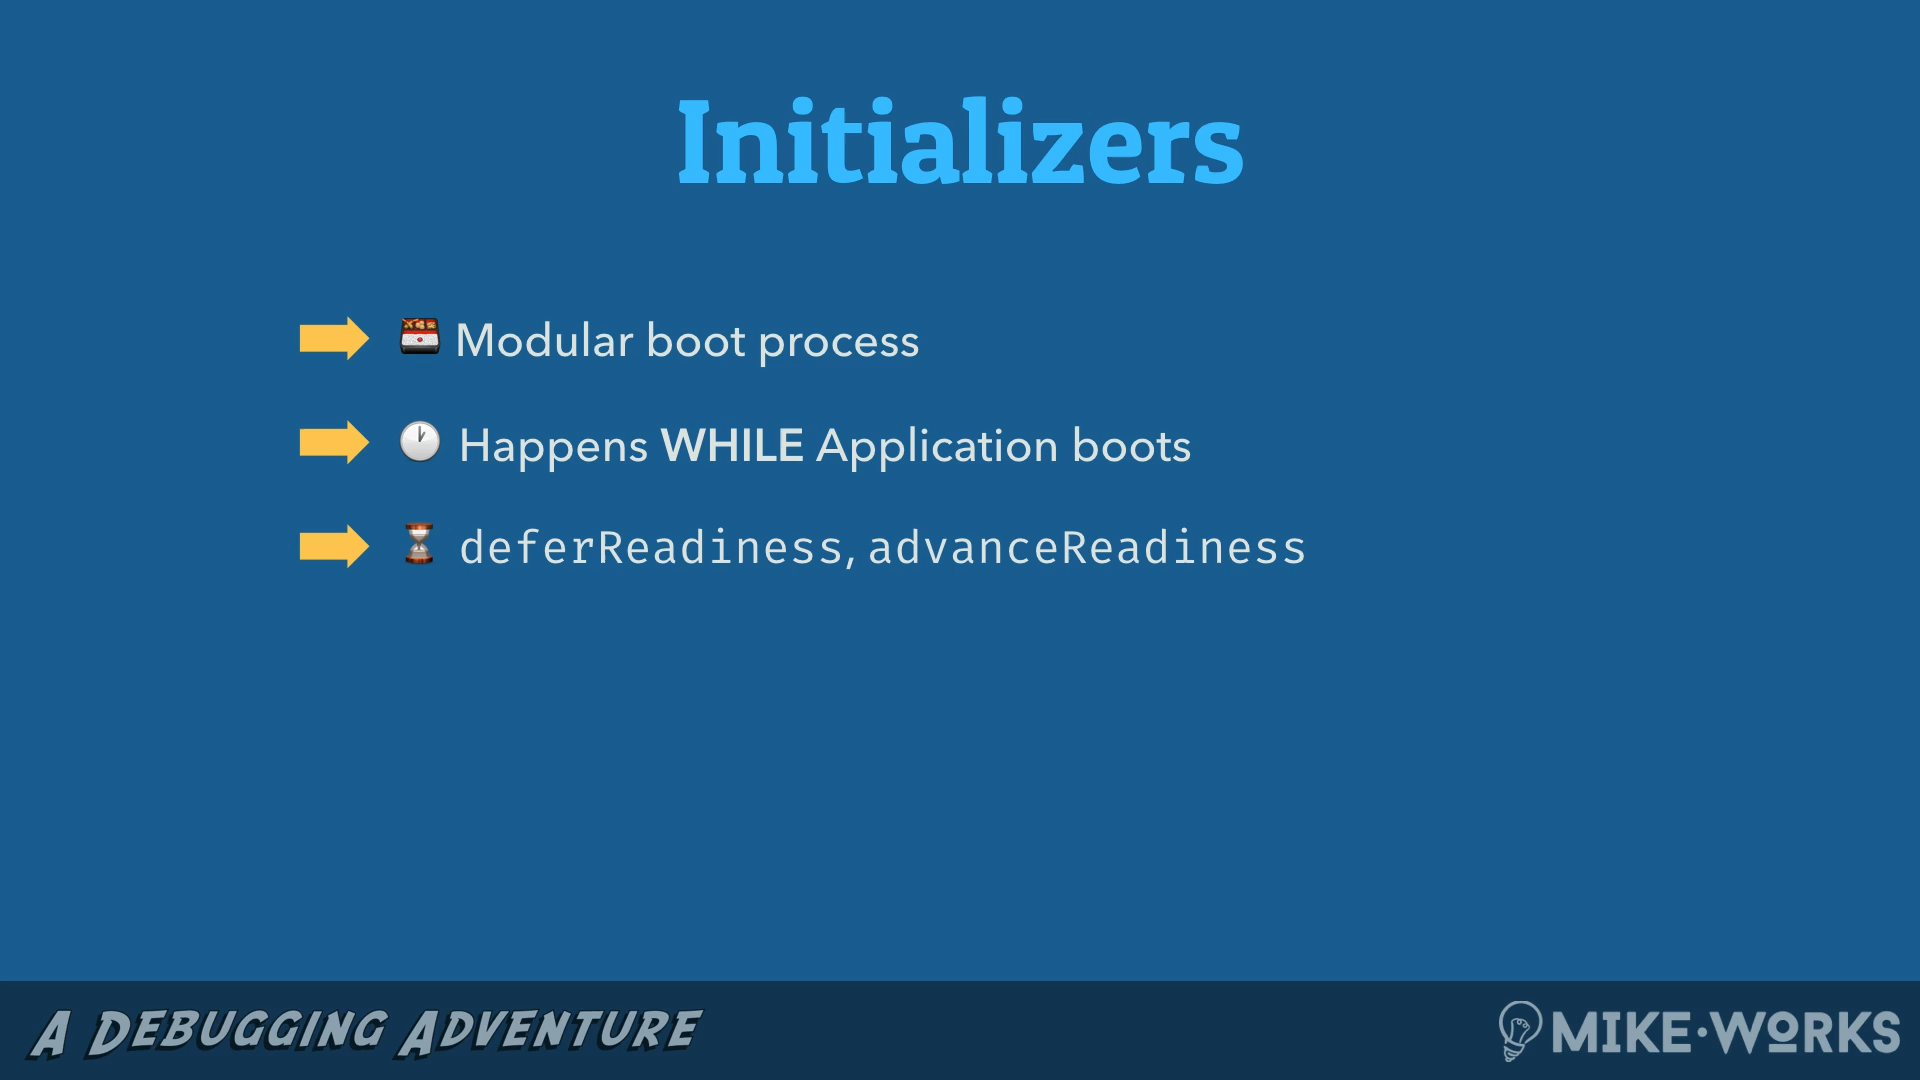 Initializers
Modular boot process
Happens WHILE Application boots
deferReadiness, advanceReadiness
A DEBUGGING ADVENTURE
MIKE·WORKS